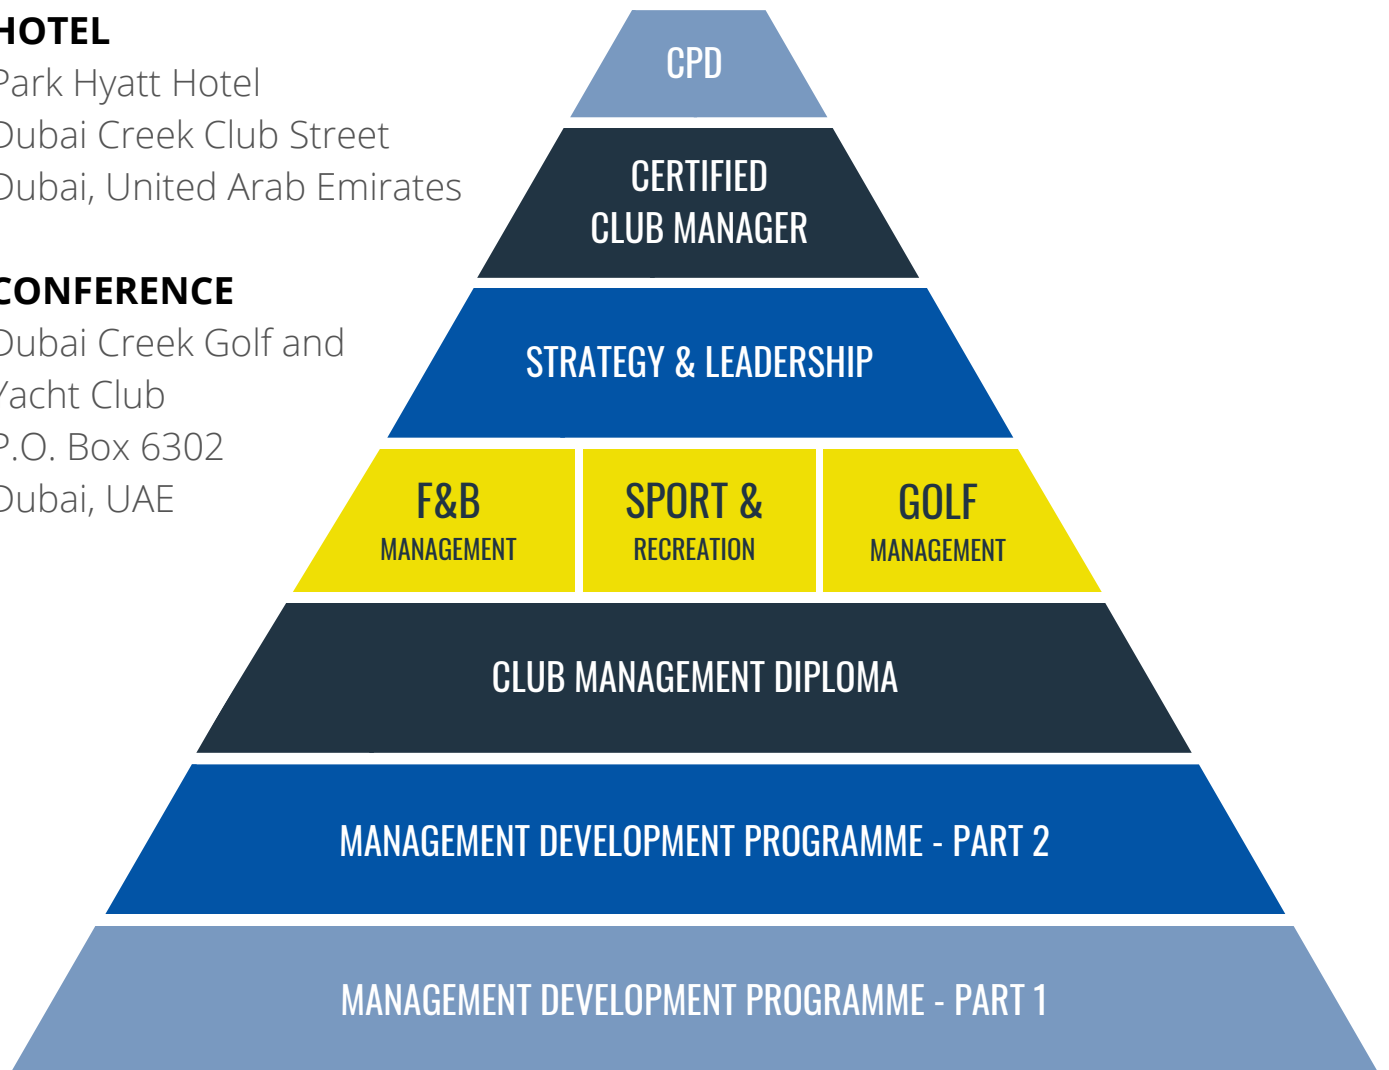 HOTEL
Park Hyatt Hotel
Dubai Creek Club Street
Dubai, United Arab Emirates
CONFERENCE
Dubai Creek Golf and
Yacht Club
P.O. Box 6302
Dubai, UAE
CPD
CERTIFIED
CLUB MANAGER
STRATEGY & LEADERSHIP
F&B
MANAGEMENT
SPORT &
RECREATION
GOLF
MANAGEMENT
CLUB MANAGEMENT DIPLOMA
MANAGEMENT DEVELOPMENT PROGRAMME - PART 2
MANAGEMENT DEVELOPMENT PROGRAMME - PART 1